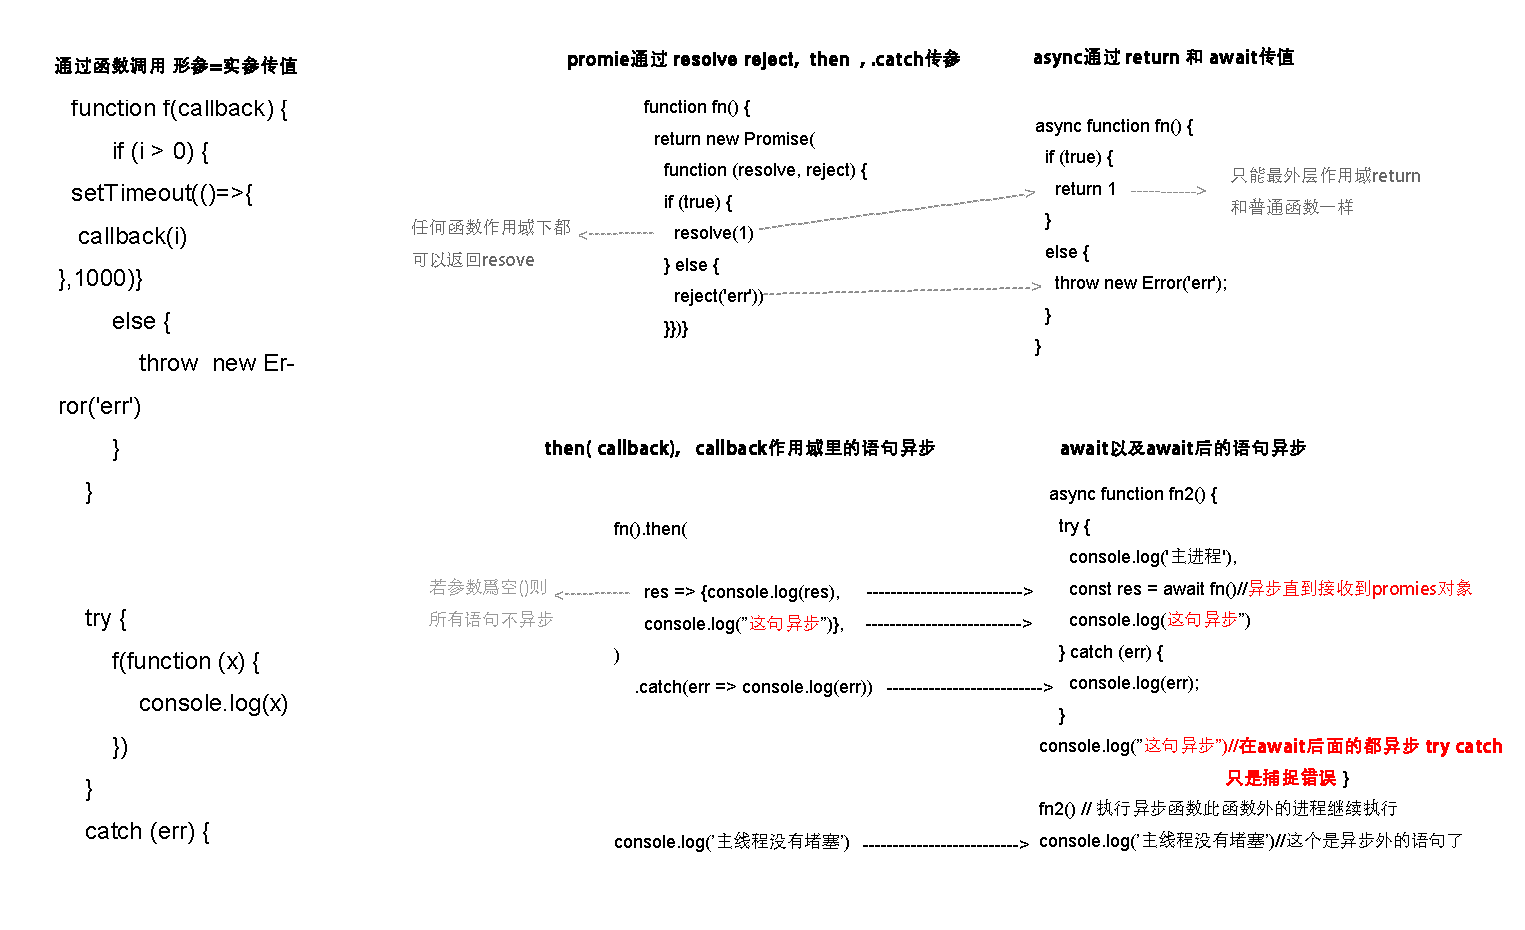 通过函数调用 形参=实参传值
function f(callback) {
if (i > 0) {
setTimeout(()=>{
callback(i)
},1000)}
else {
throw  new Er-
ror('err')
}
}
try {
f(function (x) {
console.log(x)
})
}
catch (err) {
promie通过 resolve reject,  then  , .catch传参
function fn() {
return new Promise(
function (resolve, reject) {
if (true) {
resolve(1)
} else {
reject('err'))
}})}
任何函数作用域下都
可以返回resove
async通过 return 和 await传值
async function fn() {
if (true) {
return 1
}
else {
throw new Error('err');
}
}
只能最外层作用域return
和普通函数一样
then( callback),   callback作用域里的语句异步
fn().then(
res => {console.log(res),
console.log(”这句异步”)},
)
.catch(err => console.log(err))
若参数爲空()则
所有语句不异步
console.log(’主线程没有堵塞’)
await以及await后的语句异步
async function fn2() {
try {
console.log('主进程'),
const res = await fn()//异步直到接收到promies对象
console.log(这句异步”)
} catch (err) {
console.log(err);
}
console.log(”这句异步”)//在await后面的都异步 try catch
只是捕捉错误 }
fn2() // 执行异步函数此函数外的进程继续执行
console.log(’主线程没有堵塞’)//这个是异步外的语句了